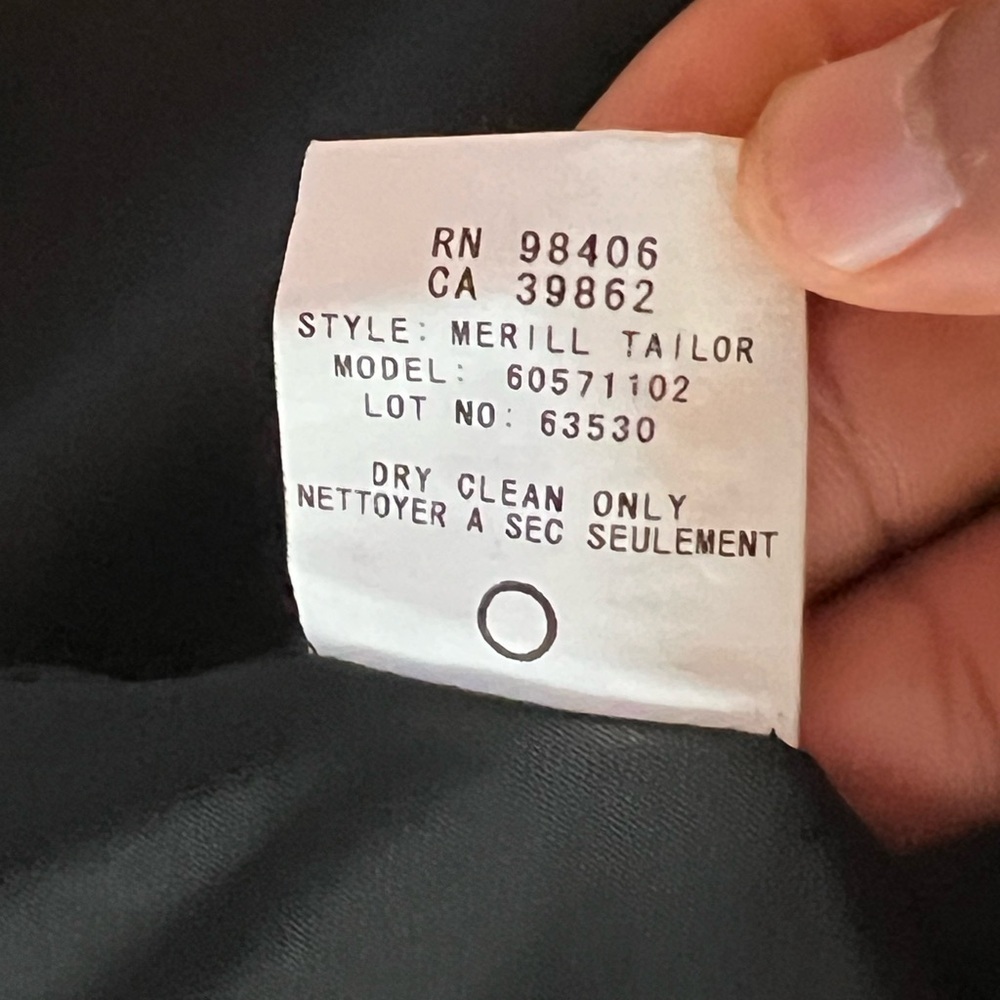 RN 98406
CA 39862
STYLE: MERILL TAILOR
MODEL: 60571102
LOT NO: 63530
DRY CLEAN ONLY
NETTOYER A SEC SEULEMENT